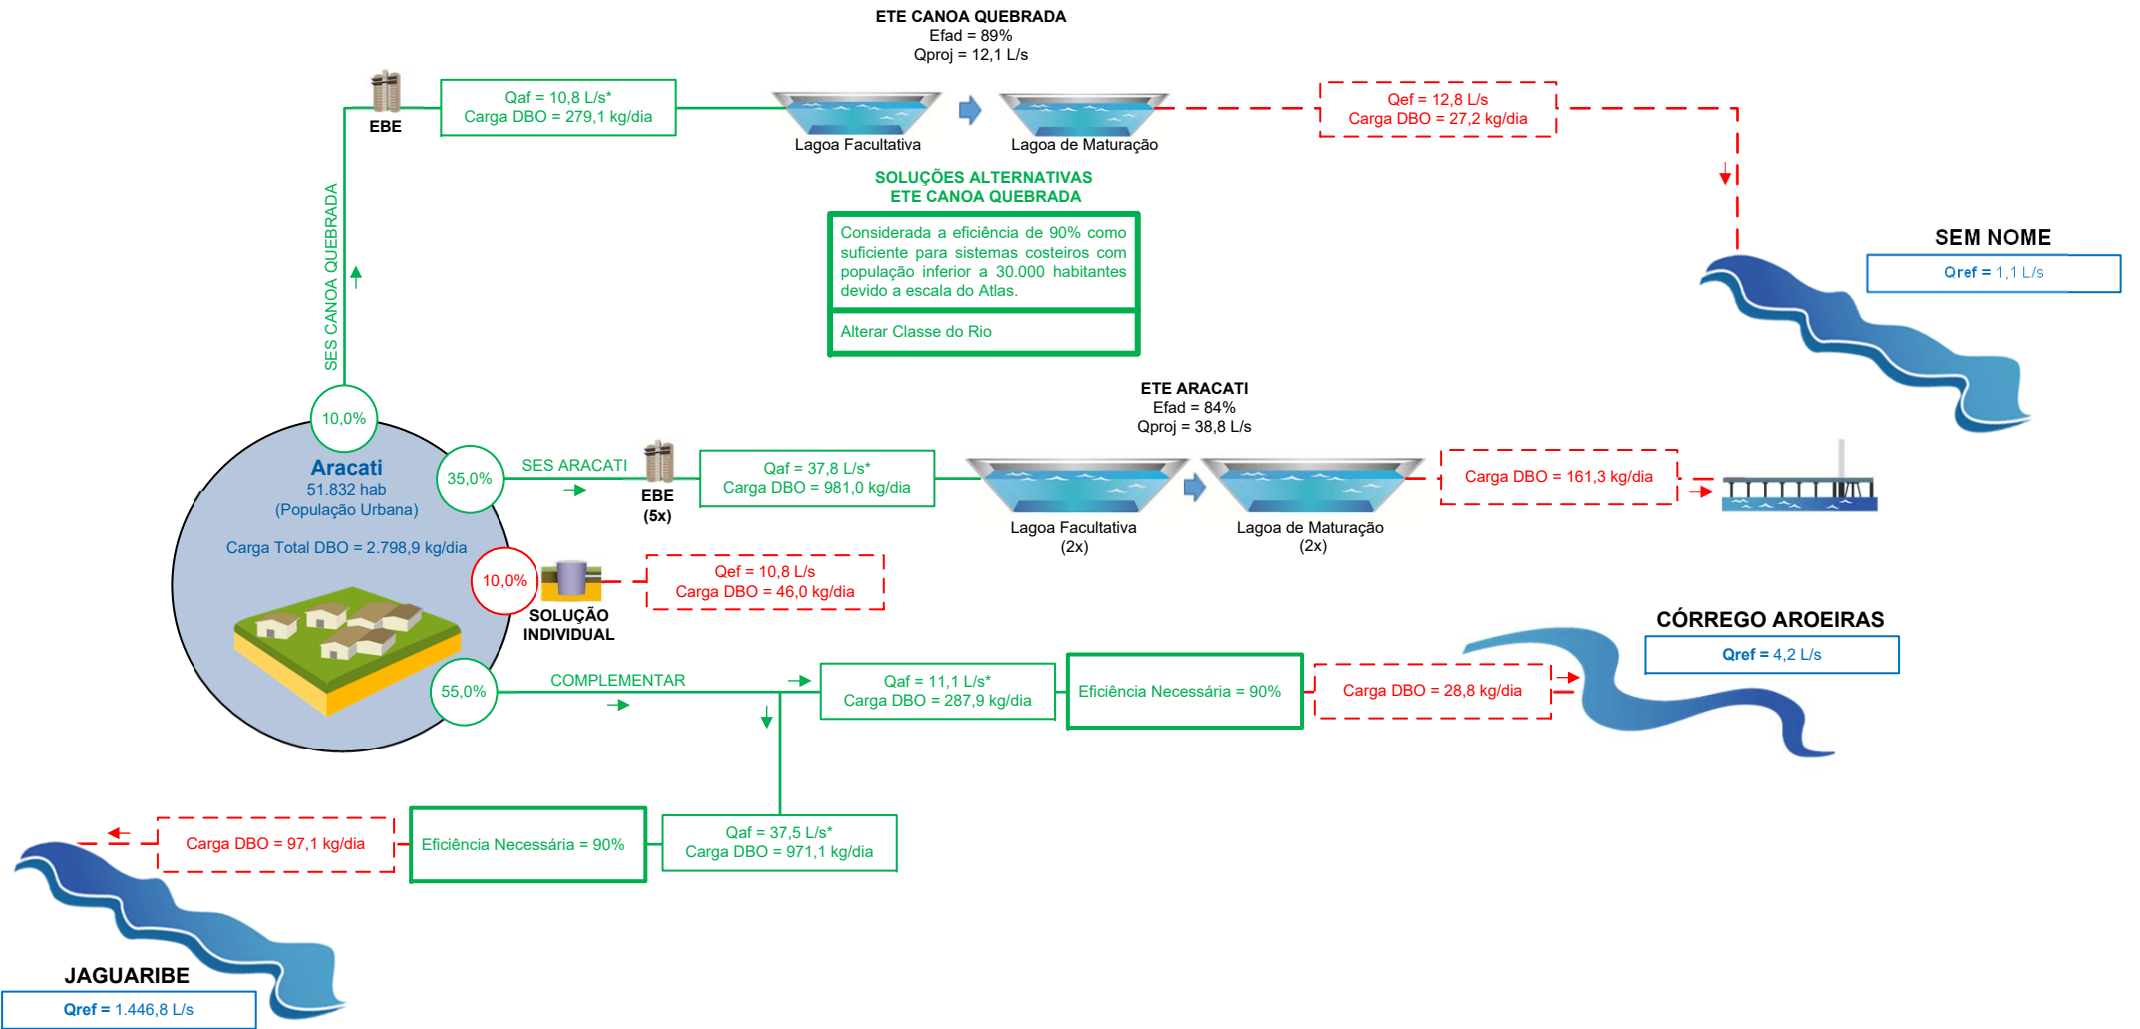 ETE CANOA QUEBRADA
Efad = 89%
Qproj = 12,1 L/s
EBE
Qaf = 10,8 L/s*
Carga DBO = 279,1 kg/dia
Lagoa Facultativa
Lagoa de Maturação
Qef = 12,8 L/s
Carga DBO = 27,2 kg/dia
SES CANOA QUEBRADA
SOLUÇÕES ALTERNATIVAS
ETE CANOA QUEBRADA
Considerada a eficiência de 90% como
suficiente para sistemas costeiros com
população inferior a 30.000 habitantes
devido a escala do Atlas.
Alterar Classe do Rio
SEM NOME
Qref = 1,1 L/s
10,0%
Aracati
51.832 hab
(População Urbana)
Carga Total DBO = 2.798,9 kg/dia
35,0%
SES ARACATI
EBE
(5x)
Qaf = 37,8 L/s*
Carga DBO = 981,0 kg/dia
ETE ARACATI
Efad = 84%
Qproj = 38,8 L/s
Lagoa Facultativa
(2x)
Lagoa de Maturação
(2x)
Carga DBO = 161,3 kg/dia
10,0%
SOLUÇÃO
INDIVIDUAL
Qef = 10,8 L/s
Carga DBO = 46,0 kg/dia
55,0%
COMPLEMENTAR
Qaf = 11,1 L/s*
Carga DBO = 287,9 kg/dia
Eficiência Necessária = 90%
Carga DBO = 28,8 kg/dia
CÓRREGO AROEIRAS
Qref = 4,2 L/s
Qaf = 37,5 L/s*
Carga DBO = 971,1 kg/dia
Eficiência Necessária = 90%
Carga DBO = 97,1 kg/dia
JAGUARIBE
Qref = 1.446,8 L/s